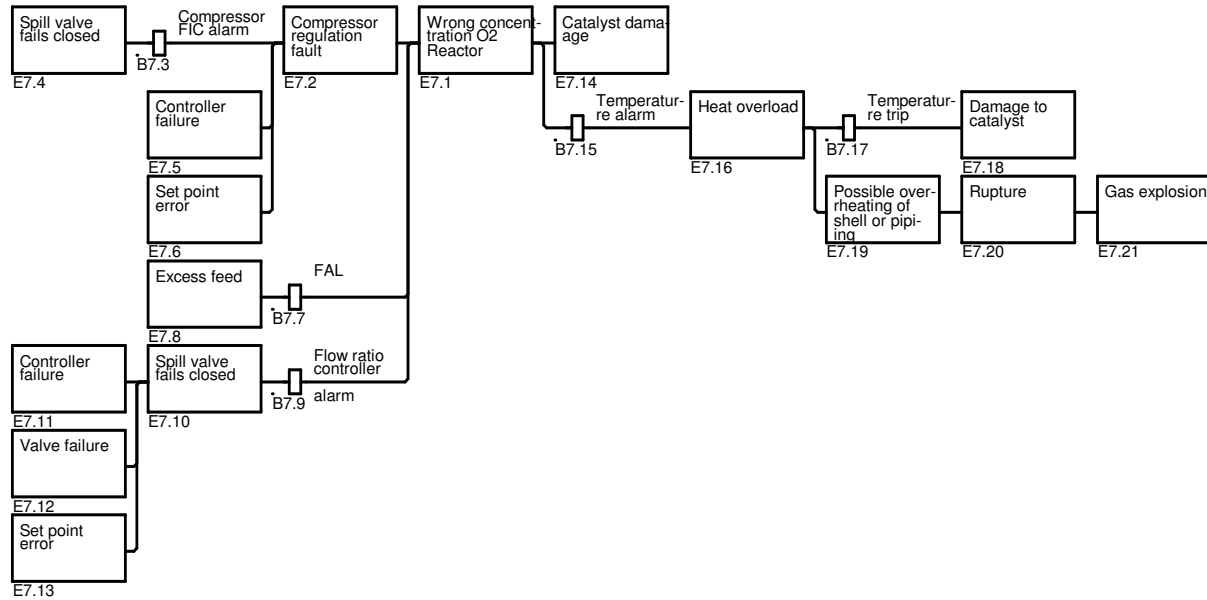 Spill valve
fails closed
E7.4
B7.3
Compressor
FIC alarm
Compressor
regulation
fault
E7.2
Wrong concent-
tration O2
Reactor
E7.1
Catalyst dama-
age
E7.14
Controller
failure
E7.5
Temperatur-
re alarm
B7.15
Heat overload
E7.16
Temperatur-
re trip
B7.17
Damage to
catalyst
E7.18
Set point
error
E7.6
Possible over-
rheating of
shell or pipi-
ing
E7.19
Rupture
E7.20
Gas explosion
E7.21
Excess feed
E7.8
FAL
B7.7
Controller
failure
E7.11
Spill valve
fails closed
E7.10
Flow ratio
controller
alarm
B7.9
Valve failure
E7.12
Set point
error
E7.13